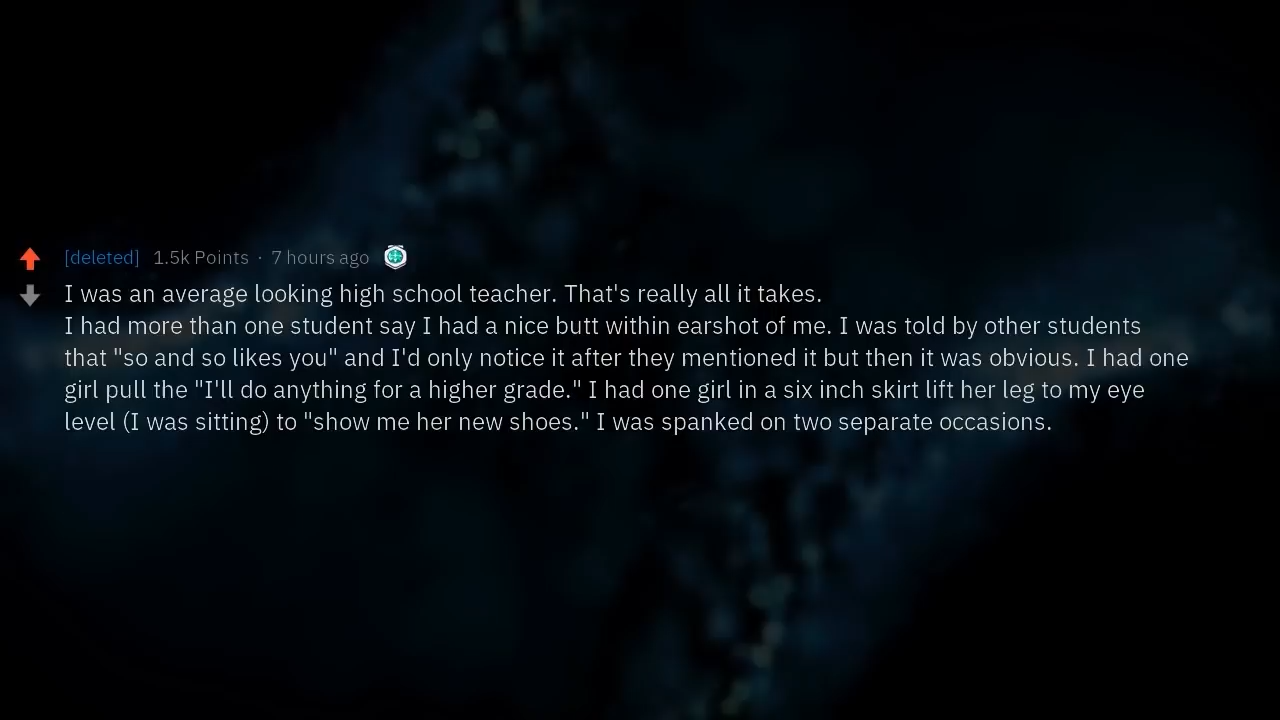 [deleted] 1.5k Points · 7 hours ago
I was an average looking high school teacher. That's really all it takes.
I had more than one student say I had a nice butt within earshot of me. I was told by other students
that "so and so likes you" and I'd only notice it after they mentioned it but then it was obvious. I had one
girl pull the "I'll do anything for a higher grade." I had one girl in a six inch skirt lift her leg to my eye
level (I was sitting) to "show me her new shoes." I was spanked on two separate occasions.